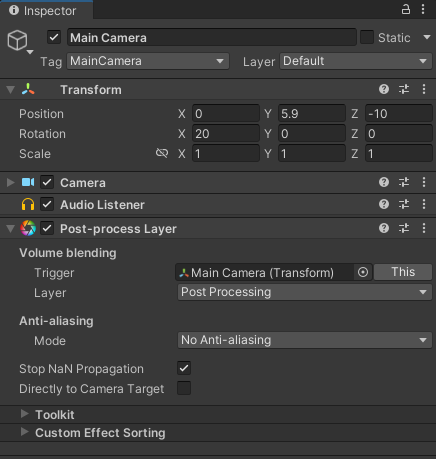 Inspector
Main Camera Static
Tag MainCamera Layer Default
Transform
Position X 0 Y 5.9 Z -10
Rotation X 20 Y 0 Z 0
Scale X 1 Y 1 Z 1
Camera
Audio Listener
Post-process Layer
Volume blending
Trigger Main Camera (Transform) This
Layer Post Processing
Anti-aliasing
Mode No Anti-aliasing
Stop NaN Propagation
Directly to Camera Target
Toolkit
Custom Effect Sorting